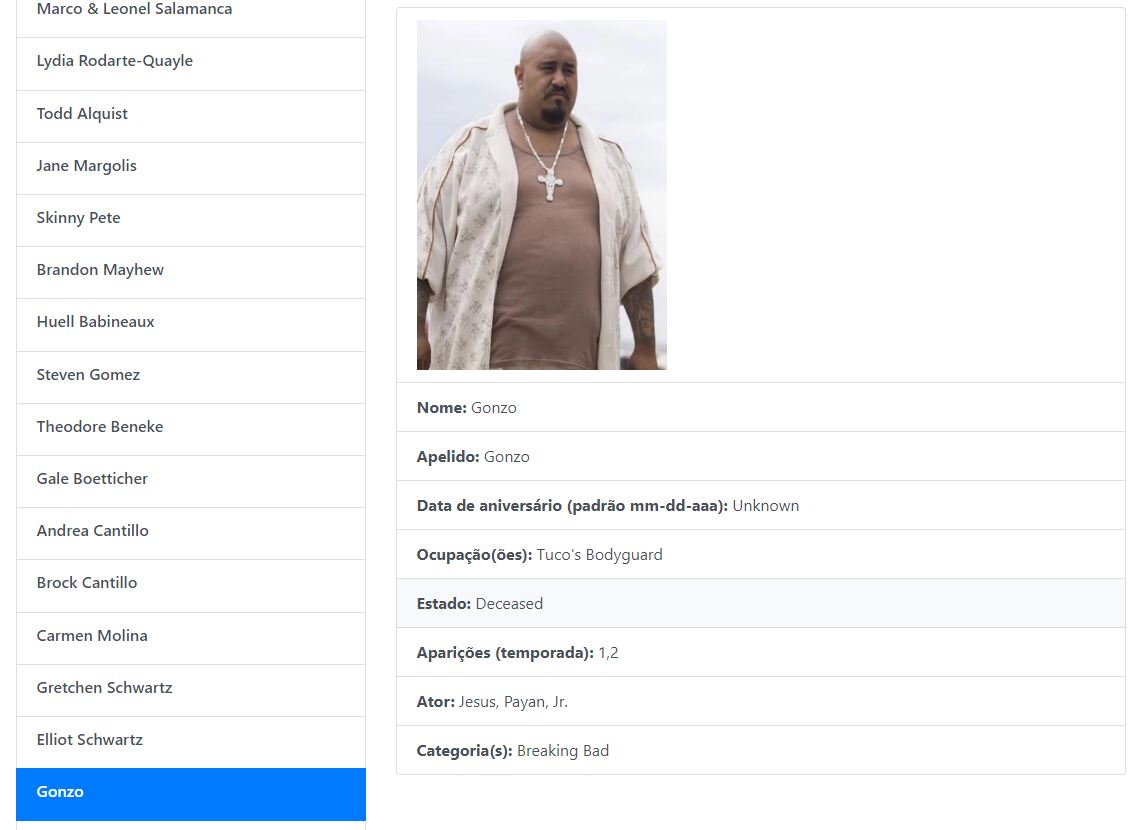 Marco & Leonel Salamanca
Lydia Rodarte-Quayle
Todd Alquist
Jane Margolis
Skinny Pete
Brandon Mayhew
Huell Babineaux
Steven Gomez
Theodore Beneke
Gale Boetticher
Andrea Cantillo
Brock Cantillo
Carmen Molina
Gretchen Schwartz
Elliot Schwartz
Gonzo
Nome: Gonzo
Apelido: Gonzo
Data de aniversário (padrão mm-dd-aaa): Unknown
Ocupação(ões): Tuco's Bodyguard
Estado: Deceased
Aparições (temporada): 1,2
Ator: Jesus, Payan, Jr.
Categoria(s): Breaking Bad